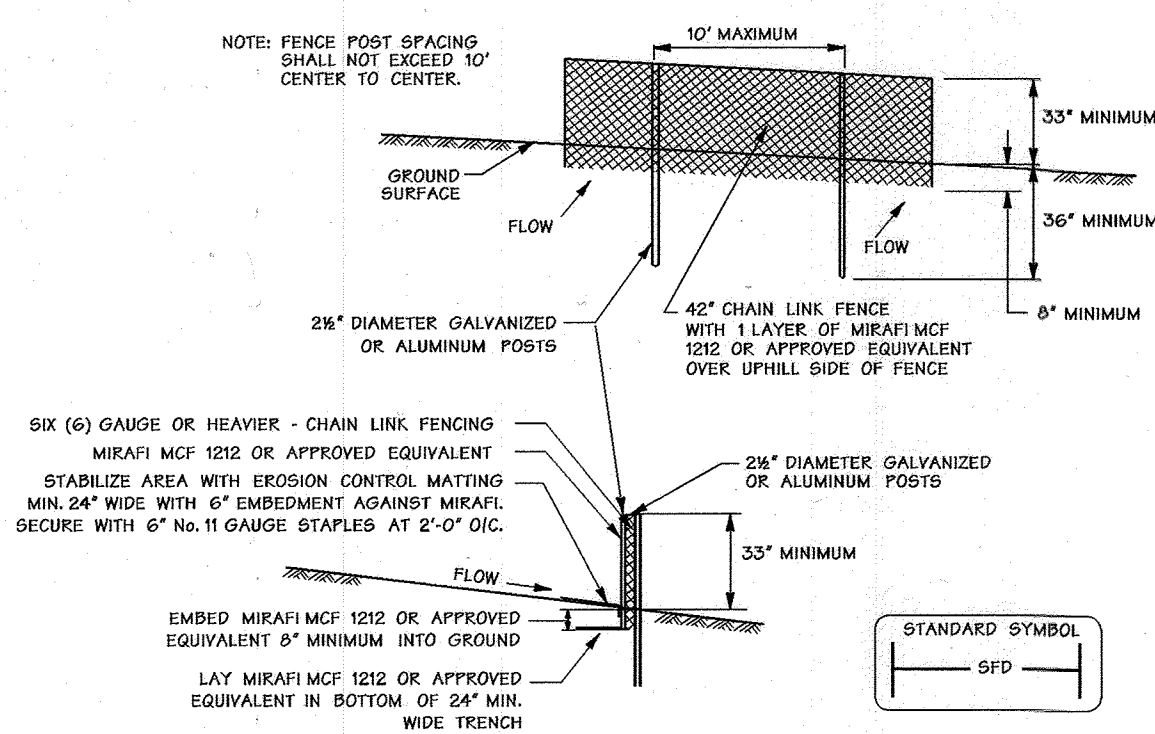 NOTE: FENCE POST SPACING
SHALL NOT EXCEED 10'
CENTER TO CENTER.
10' MAXIMUM
33" MINIMUM
GROUND
SURFACE
FLOW
FLOW
36" MINIMUM
8" MINIMUM
2½" DIAMETER GALVANIZED
OR ALUMINUM POSTS
42" CHAIN LINK FENCE
WITH 1 LAYER OF MIRAFI MCF
1212 OR APPROVED EQUIVALENT
OVER UPHILL SIDE OF FENCE
SIX (6) GAUGE OR HEAVIER - CHAIN LINK FENCING
MIRAFI MCF 1212 OR APPROVED EQUIVALENT
STABILIZE AREA WITH EROSION CONTROL MATTING
MIN. 24" WIDE WITH 6" EMBEDMENT AGAINST MIRAFI.
SECURE WITH 6" No. 11 GAUGE STAPLES AT 2'-0" O/C.
2½" DIAMETER GALVANIZED
OR ALUMINUM POSTS
33" MINIMUM
FLOW
EMBED MIRAFI MCF 1212 OR APPROVED
EQUIVALENT 8" MINIMUM INTO GROUND
LAY MIRAFI MCF 1212 OR APPROVED
EQUIVALENT IN BOTTOM OF 24" MIN.
WIDE TRENCH
STANDARD SYMBOL
SFD